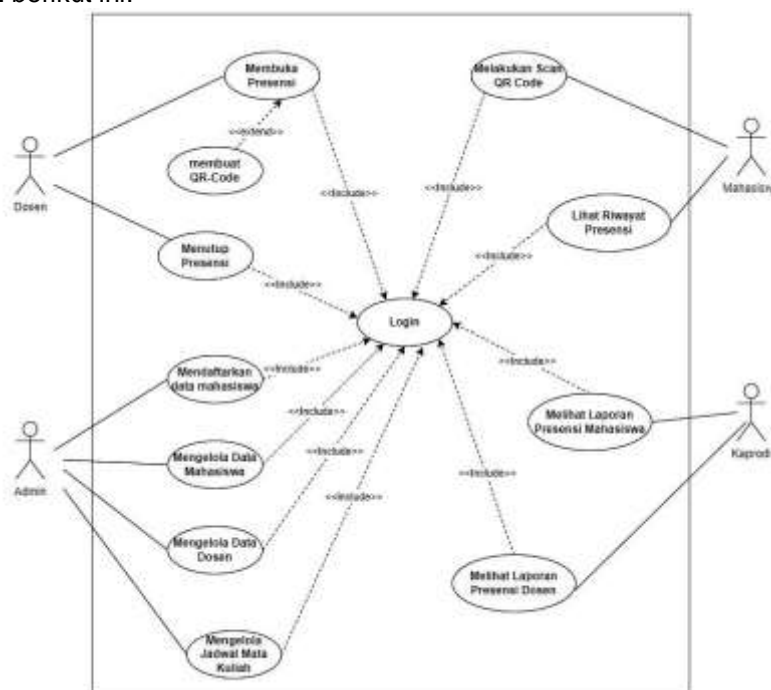 Membuka
Presensi
Melakukan Scan
QR Code
<<extend>>
membuat
QR-Code
Dosen
Mahasisw
<<Include>>
<<Include>>
Lihat Riwayat
Presensi
Menutup
Presensi
<<Include>>
<<Include>>
Login
Mendaftarkan
data mahasiswa
<<Include>>
<<Include>>
Melihat Laporan
Presensi Mahasiswa
<<Include>>
Mengelola Data
Mahasiswa
<<Include>>
Admin
Kaprodi
<<Include>>
<<Include>>
Mengelola Data
Dosen
Melihat Laporan
Presensi Dosen
Mengelola
Jadwal Mata
Kuliah